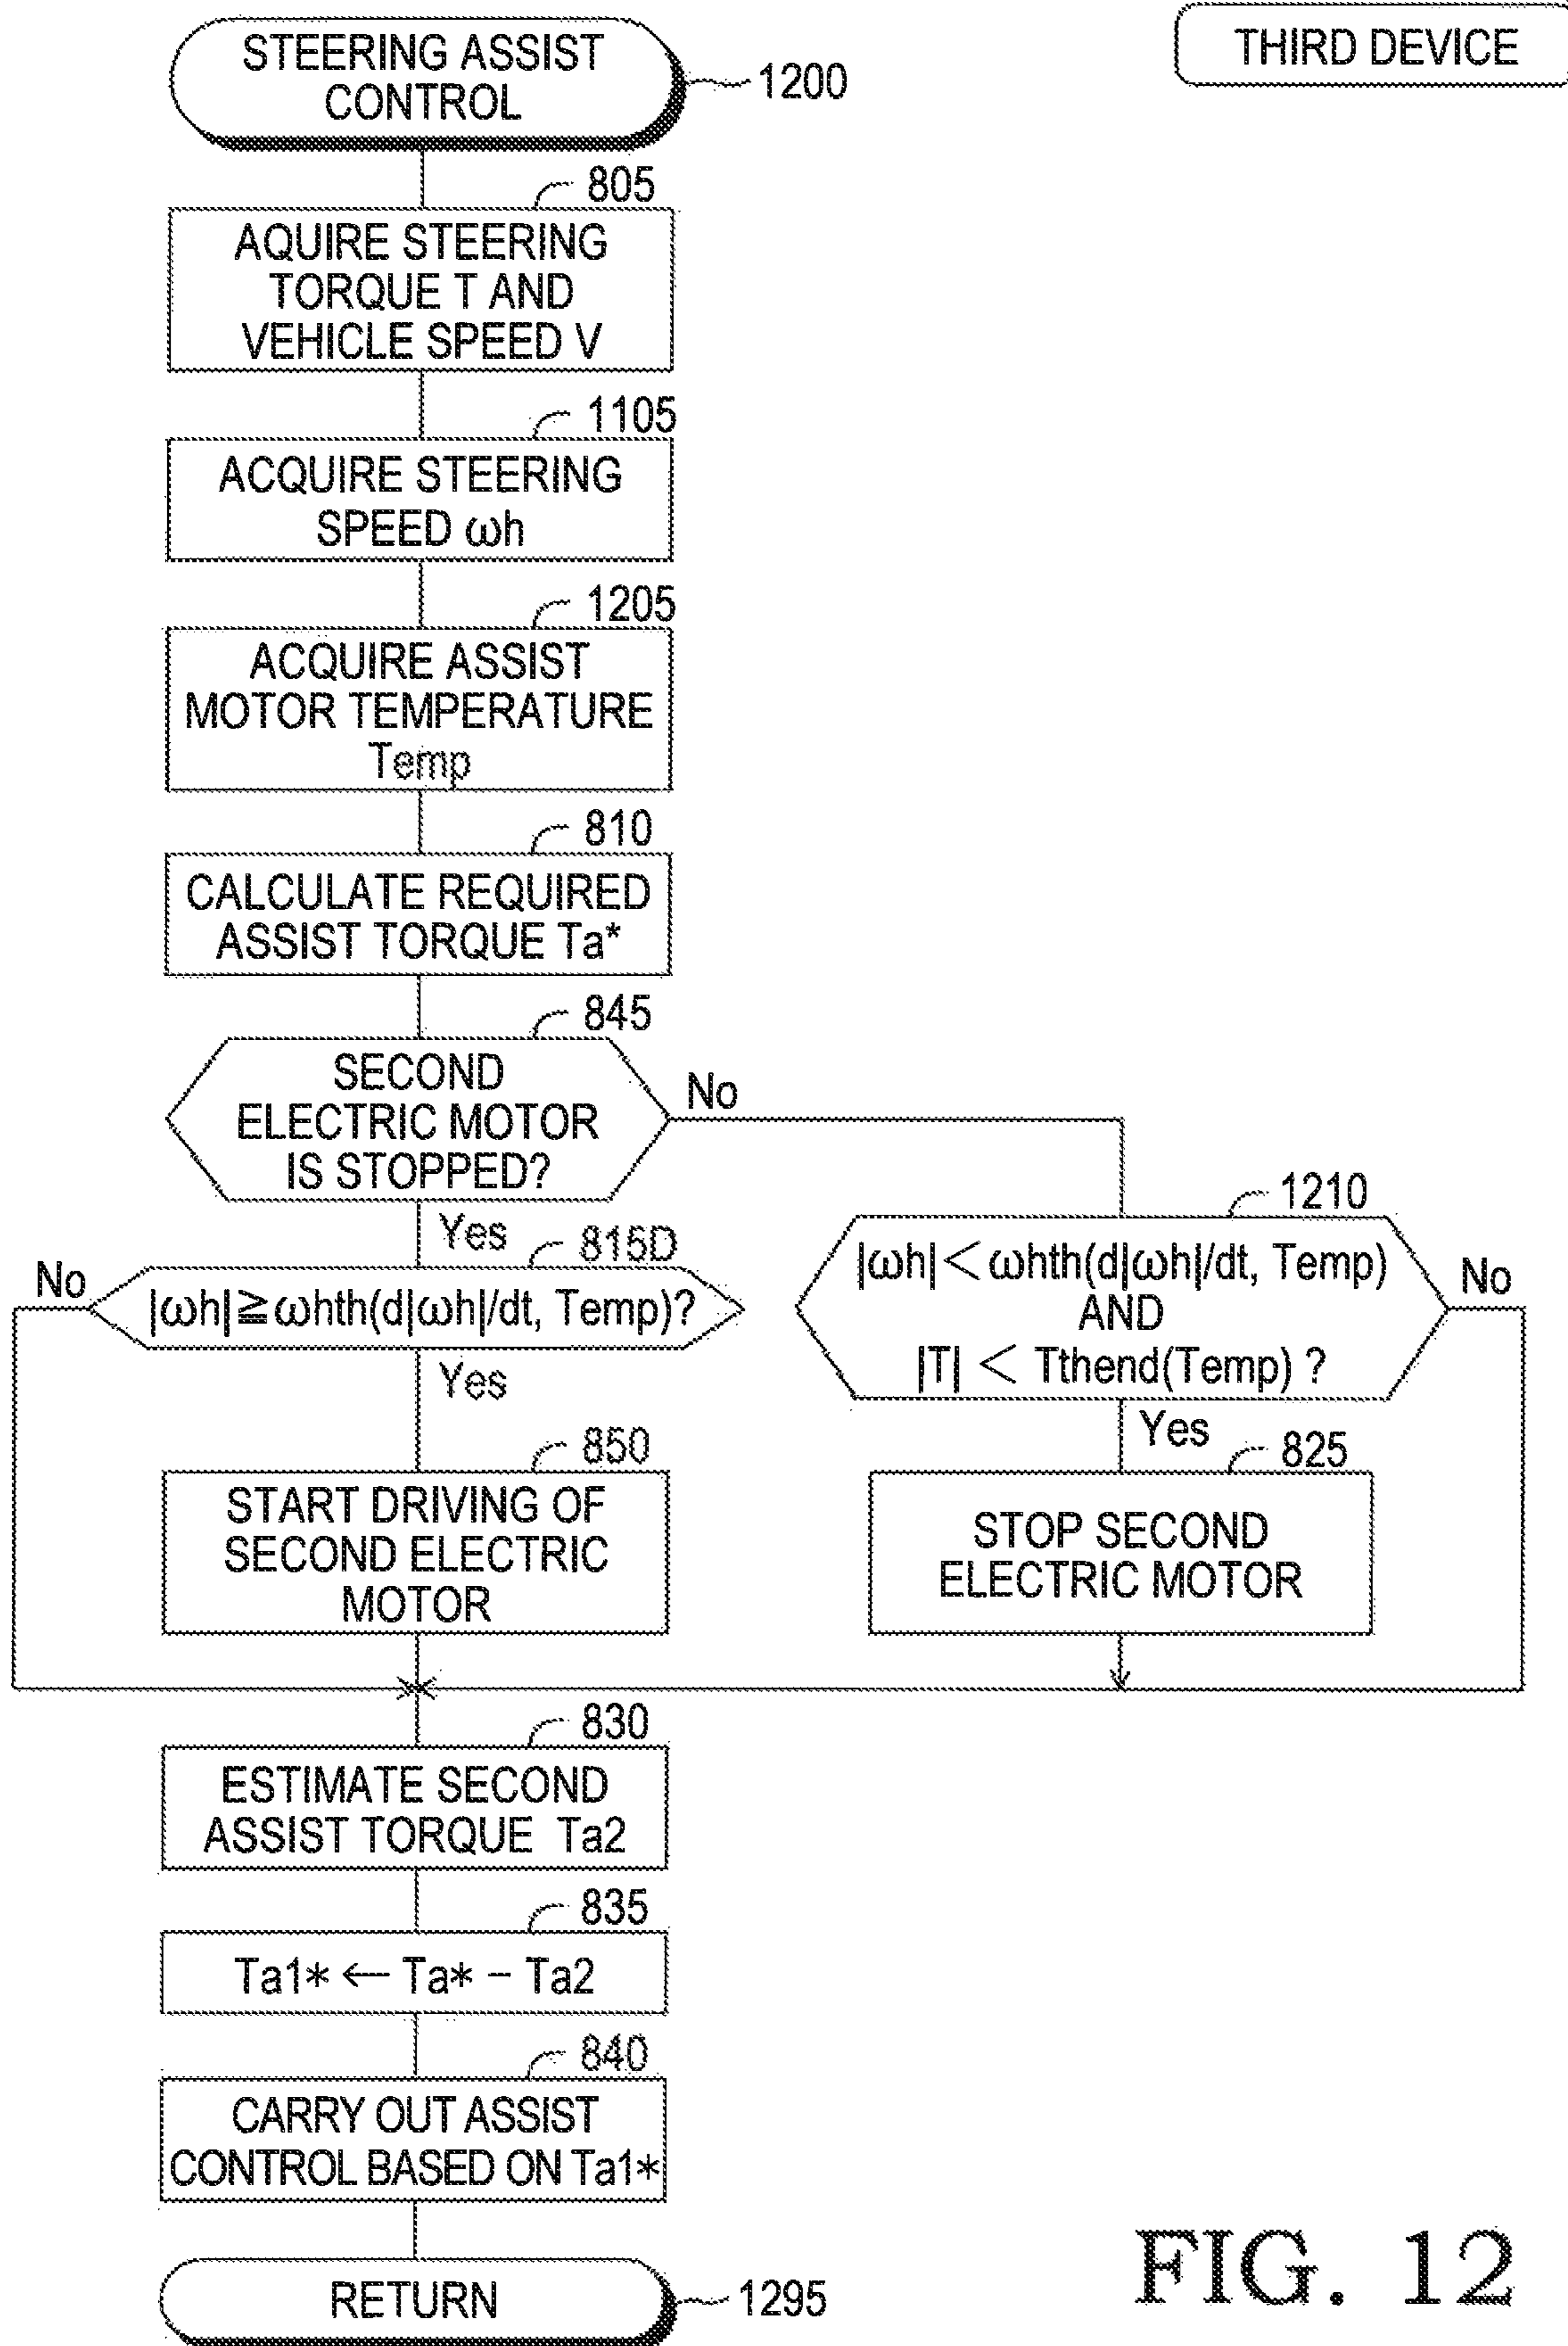 STEERING ASSIST
CONTROL
1200
THIRD DEVICE
805
AQUIRE STEERING
TORQUE T AND
VEHICLE SPEED V
1105
ACQUIRE STEERING
SPEED ωh
1205
ACQUIRE ASSIST
MOTOR TEMPERATURE
Temp
810
CALCULATE REQUIRED
ASSIST TORQUE Ta*
845
SECOND
ELECTRIC MOTOR
IS STOPPED?
No
Yes
815D
No
|ωh|≧ωhth(d|ωh|/dt, Temp)?
Yes
1210
|ωh|<ωhth(d|ωh|/dt, Temp)
AND
|T| < Tthend(Temp) ?
No
Yes
850
START DRIVING OF
SECOND ELECTRIC
MOTOR
825
STOP SECOND
ELECTRIC MOTOR
830
ESTIMATE SECOND
ASSIST TORQUE Ta2
835
Ta1* ← Ta* − Ta2
840
CARRY OUT ASSIST
CONTROL BASED ON Ta1*
RETURN
1295
FIG. 12